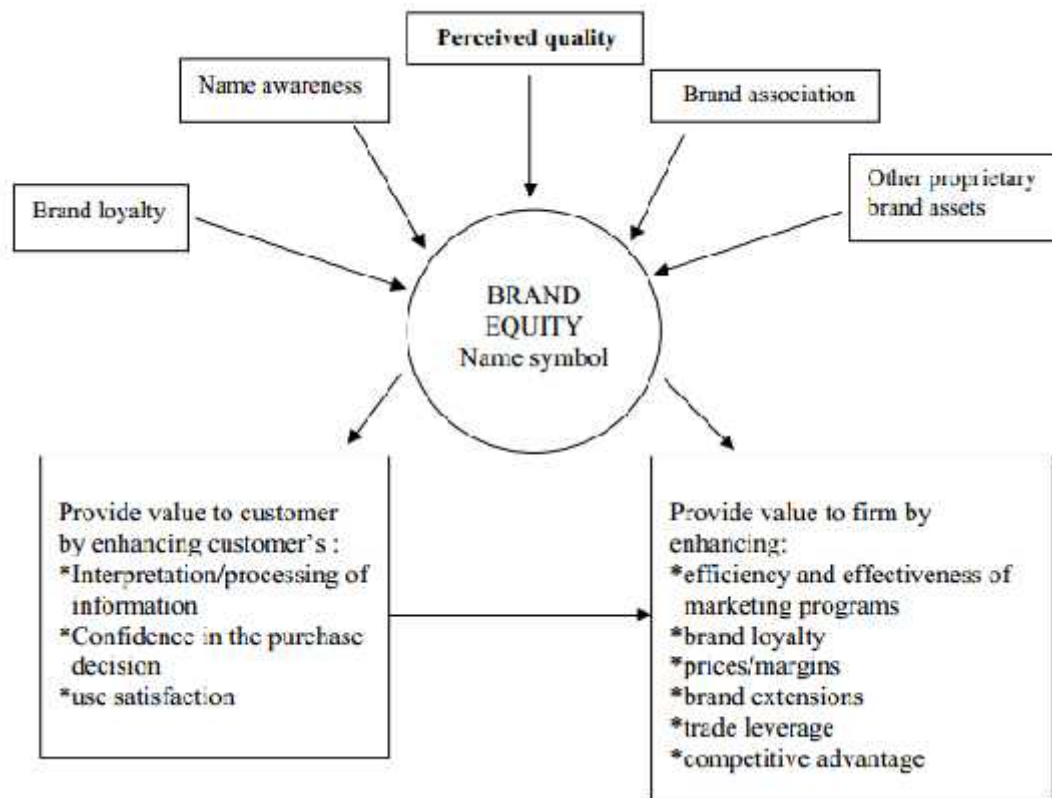 Perceived quality
Name awareness
Brand association
Brand loyalty
Other proprietary
brand assets
BRAND
EQUITY
Name symbol
Provide value to customer
by enhancing customer's :
*Interpretation/processing of
information
*Confidence in the purchase
decision
*use satisfaction
Provide value to firm by
enhancing:
*efficiency and effectiveness of
marketing programs
*brand loyalty
*prices/margins
*brand extensions
*trade leverage
*competitive advantage